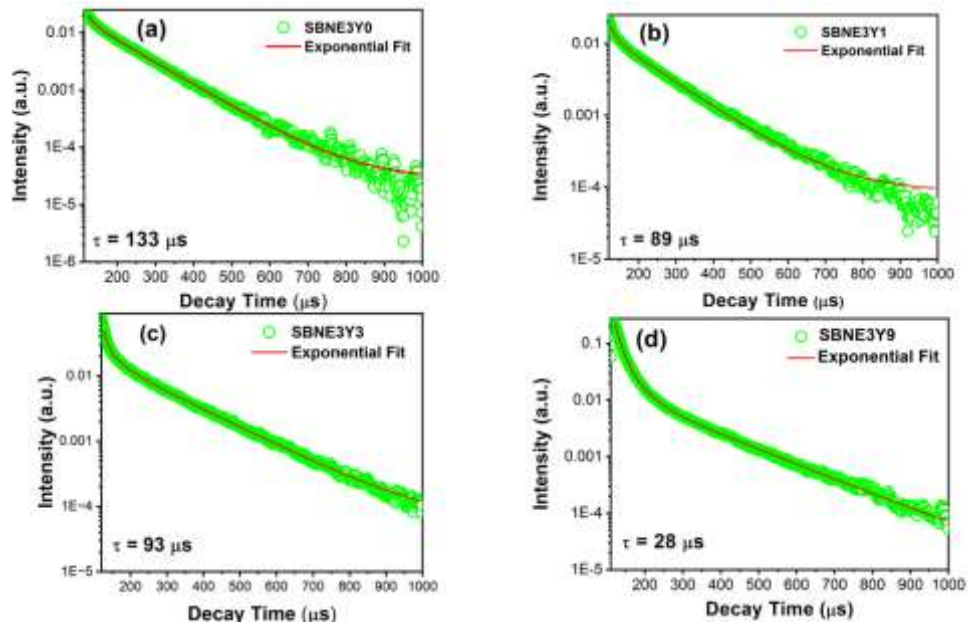 (a)
SBNE3Y0
Exponential Fit
0.01
0.001
1E-4
1E-5
1E-6
Intensity (a.u.)
τ = 133 μs
200 300 400 500 600 700 800 900 1000
Decay Time (μs)
(b)
SBNE3Y1
Exponential Fit
0.01
0.001
1E-4
1E-5
Intensity (a.u.)
τ = 89 μs
200 300 400 500 600 700 800 900 1000
Decay Time (μs)
(c)
SBNE3Y3
Exponential Fit
0.01
0.001
1E-4
1E-5
Intensity (a.u.)
τ = 93 μs
200 300 400 500 600 700 800 900 1000
Decay Time (μs)
(d)
SBNE3Y9
Exponential Fit
0.1
0.01
0.001
1E-4
1E-5
Intensity (a.u.)
τ = 28 μs
200 300 400 500 600 700 800 900 1000
Decay Time (μs)